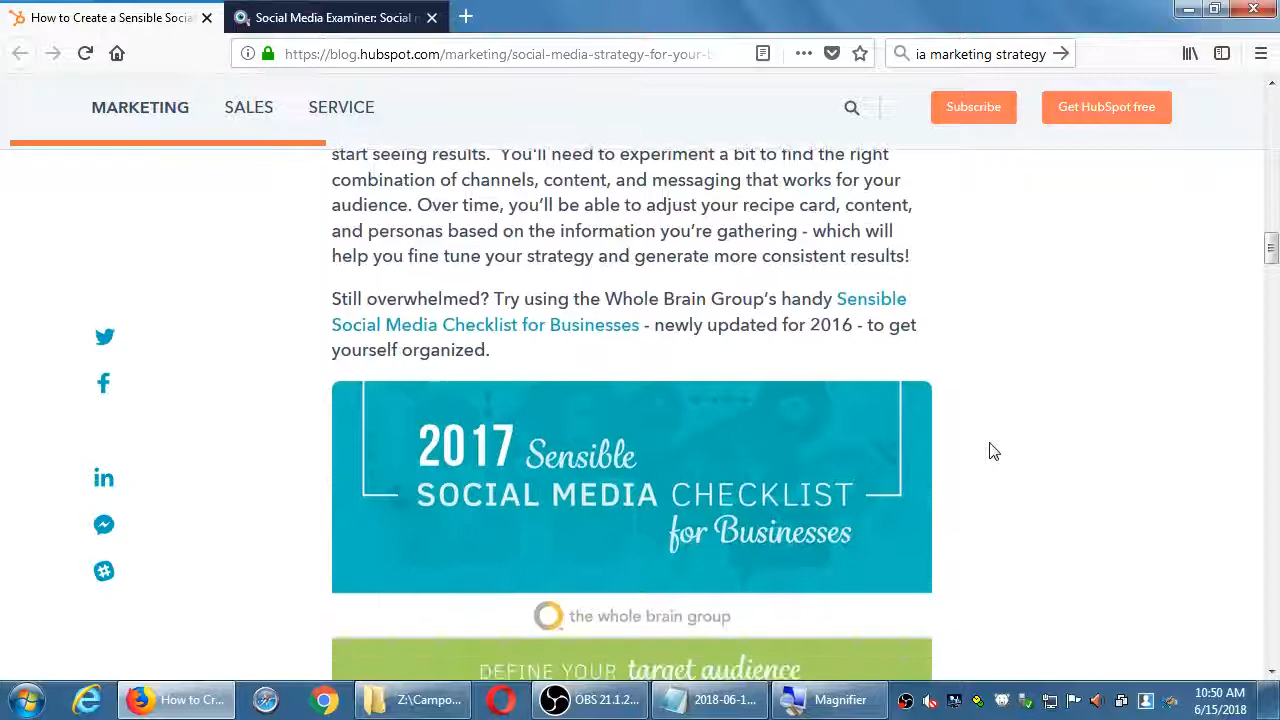 How to Create a Sensible Social
Social Media Examiner: Social m
https://blog.hubspot.com/marketing/social-media-strategy-for-your-b
ia marketing strategy
MARKETING
SALES
SERVICE
Subscribe
Get HubSpot free
start seeing results.  You'll need to experiment a bit to find the right
combination of channels, content, and messaging that works for your
audience. Over time, you'll be able to adjust your recipe card, content,
and personas based on the information you're gathering - which will
help you fine tune your strategy and generate more consistent results!
Still overwhelmed? Try using the Whole Brain Group's handy Sensible
Social Media Checklist for Businesses - newly updated for 2016 - to get
yourself organized.
2017 Sensible
SOCIAL MEDIA CHECKLIST
for Businesses
the whole brain group
DEFINE YOUR target audience
How to Cr...
Z:\Campo...
OBS 21.1.2...
2018-06-1...
Magnifier
10:50 AM
6/15/2018